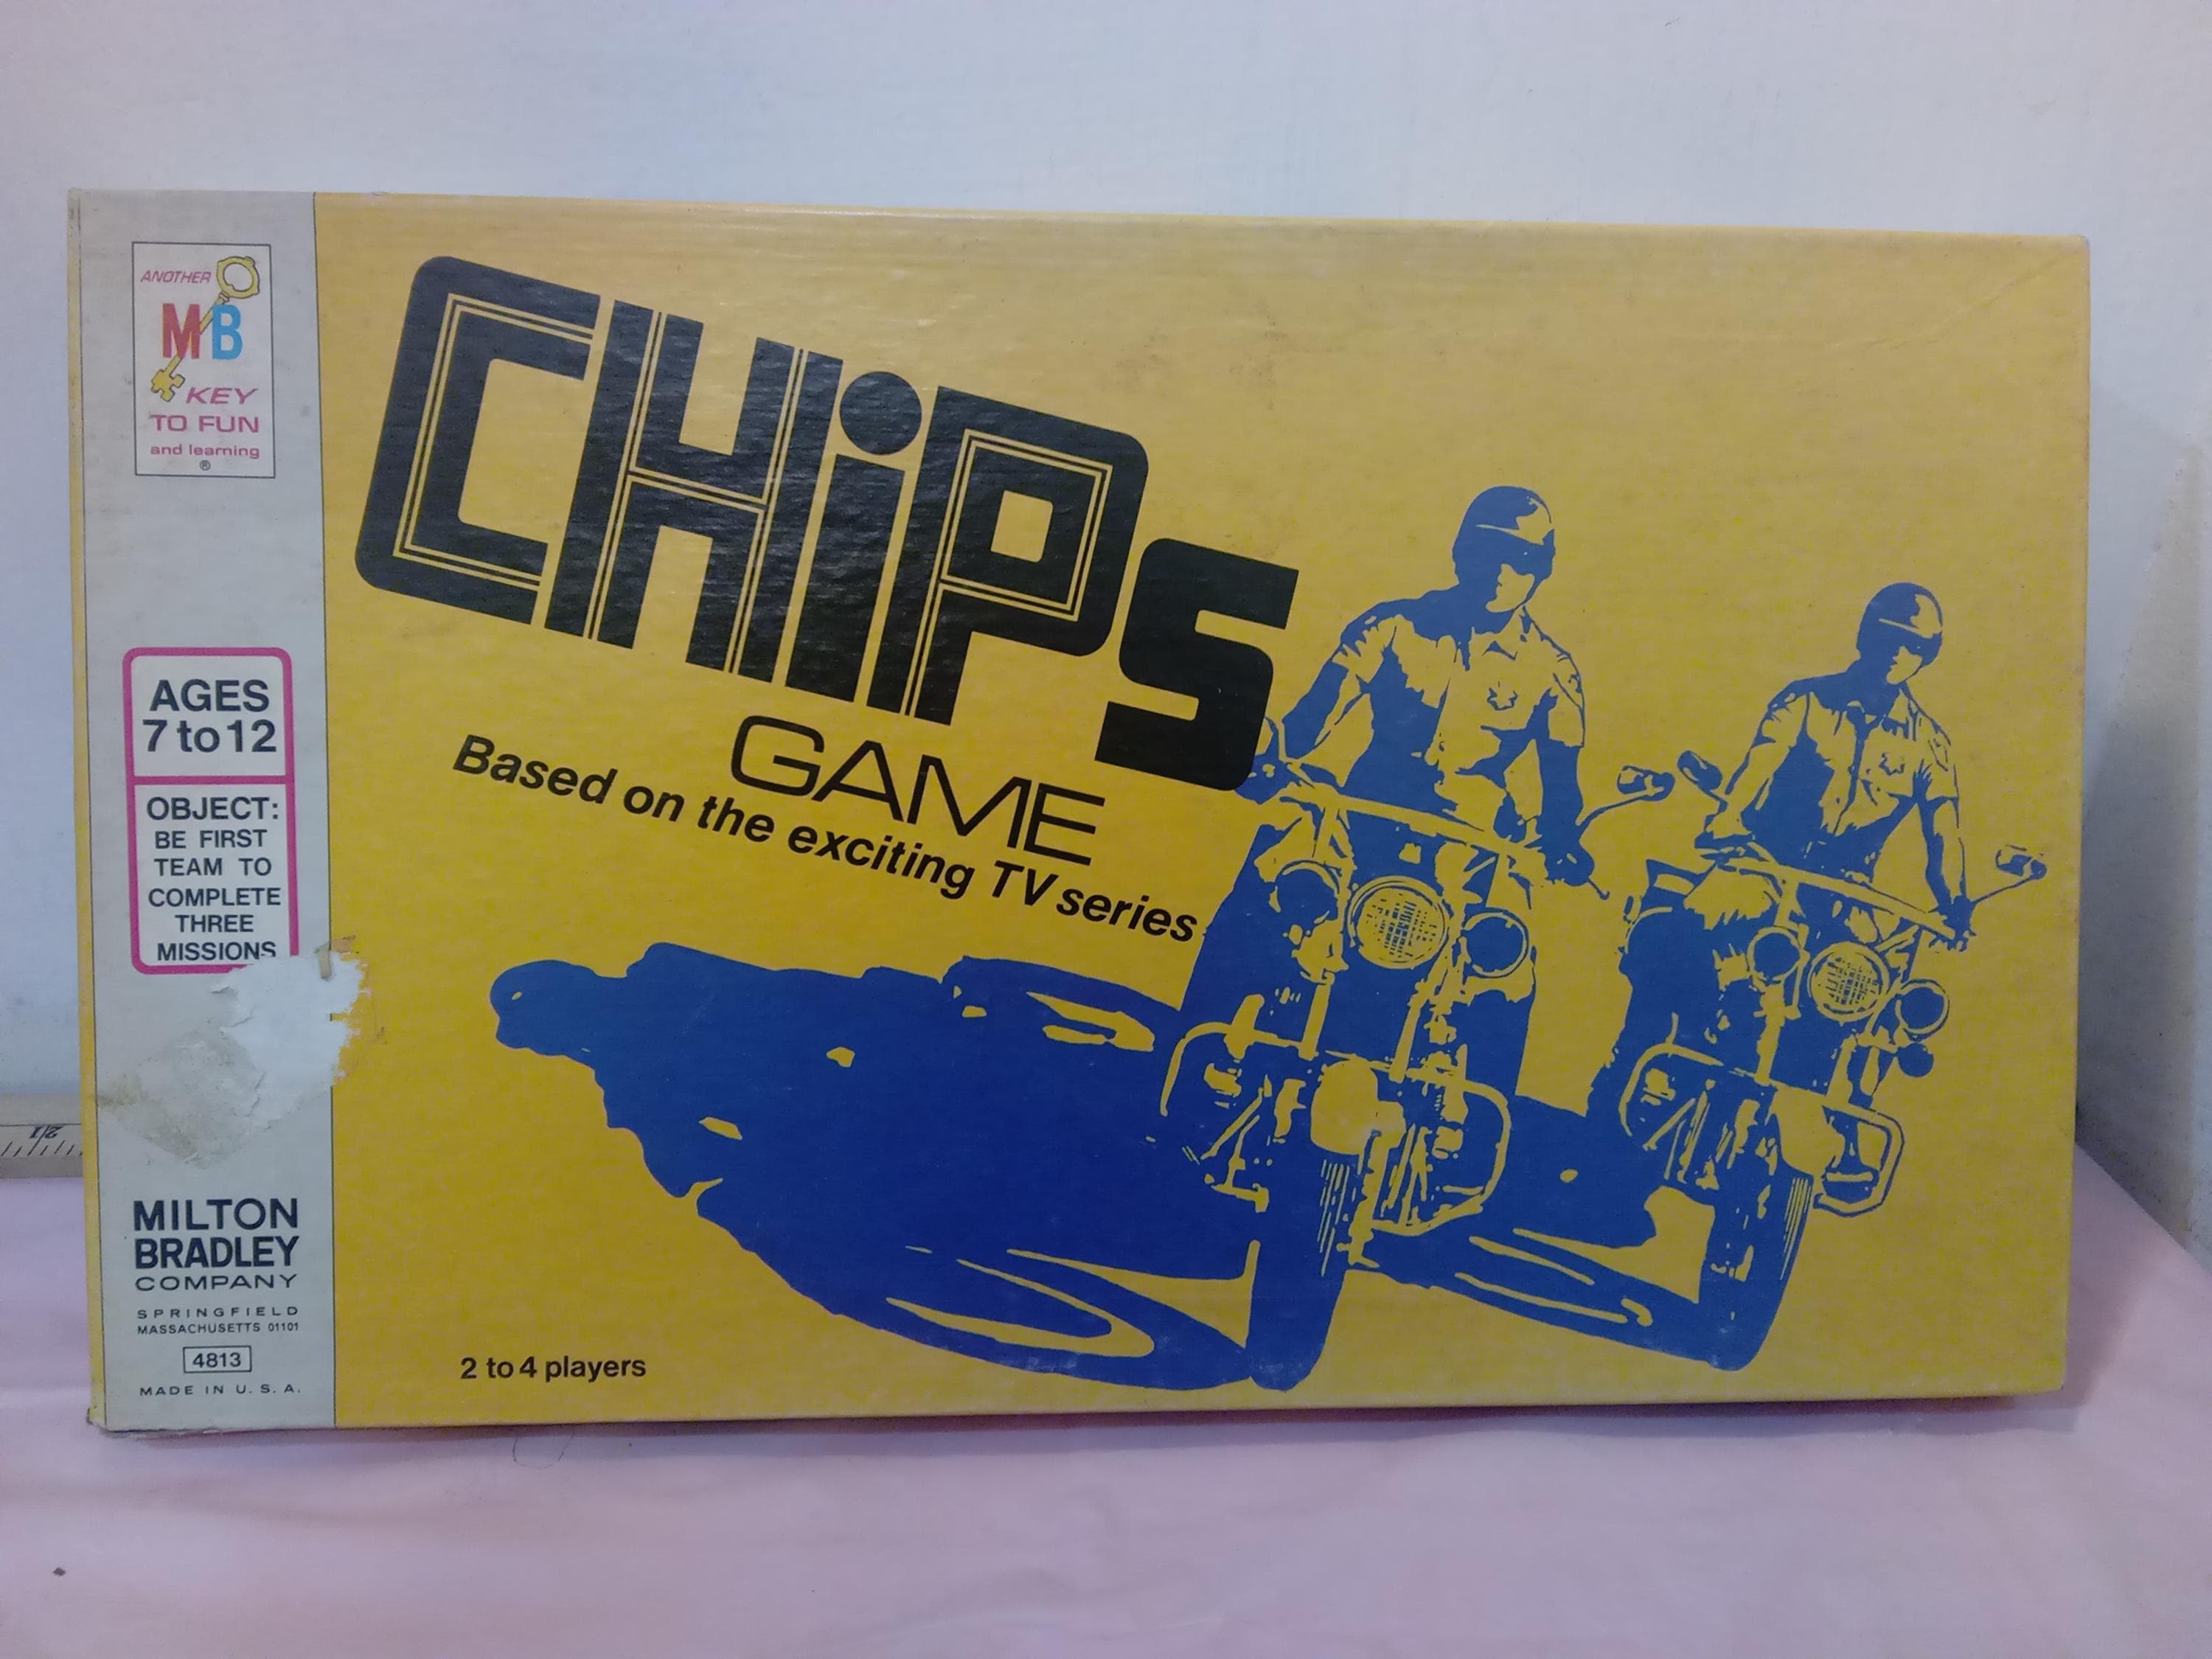 ANOTHER
MB
KEY
TO FUN
and learning
®
AGES
7 to 12
OBJECT:
BE FIRST
TEAM TO
COMPLETE
THREE
MISSIONS
MILTON
BRADLEY
COMPANY
SPRINGFIELD
MASSACHUSETTS 01101
4813
MADE IN U. S. A.
CHiPs
GAME
Based on the exciting TV series
2 to 4 players